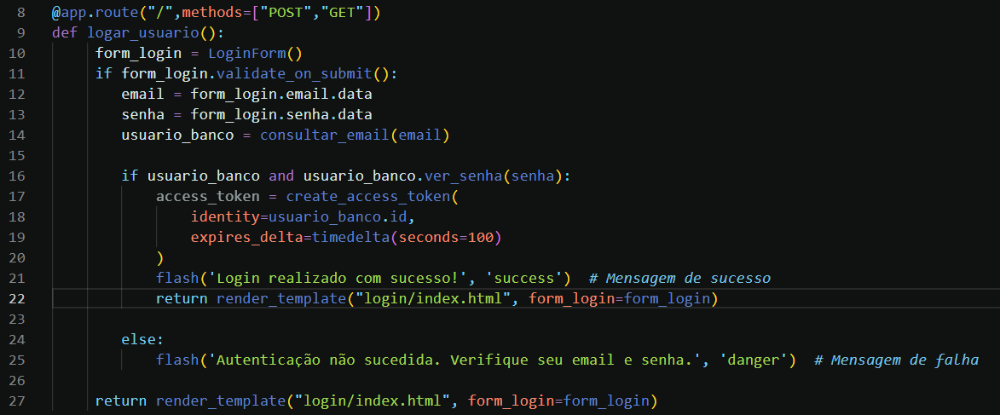 8 @app.route("/",methods=["POST","GET"])
9 def logar_usuario():
10 form_login = LoginForm()
11 if form_login.validate_on_submit():
12 email = form_login.email.data
13 senha = form_login.senha.data
14 usuario_banco = consultar_email(email)
15
16 if usuario_banco and usuario_banco.ver_senha(senha):
17 access_token = create_access_token(
18 identity=usuario_banco.id,
19 expires_delta=timedelta(seconds=100)
20 )
21 flash('Login realizado com sucesso!', 'success')  # Mensagem de sucesso
22 return render_template("login/index.html", form_login=form_login)
23
24 else:
25 flash('Autenticação não sucedida. Verifique seu email e senha.', 'danger')  # Mensagem de falha
26
27 return render_template("login/index.html", form_login=form_login)